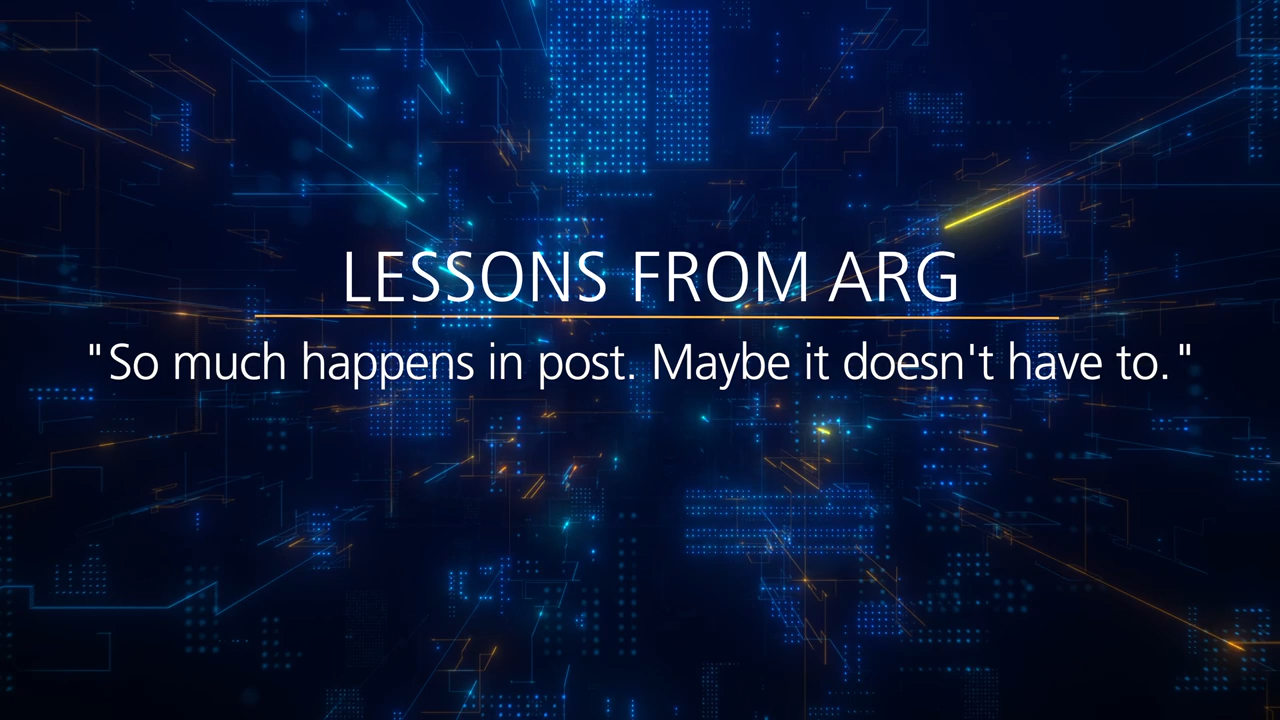 LESSONS FROM ARG
"So much happens in post. Maybe it doesn't have to."